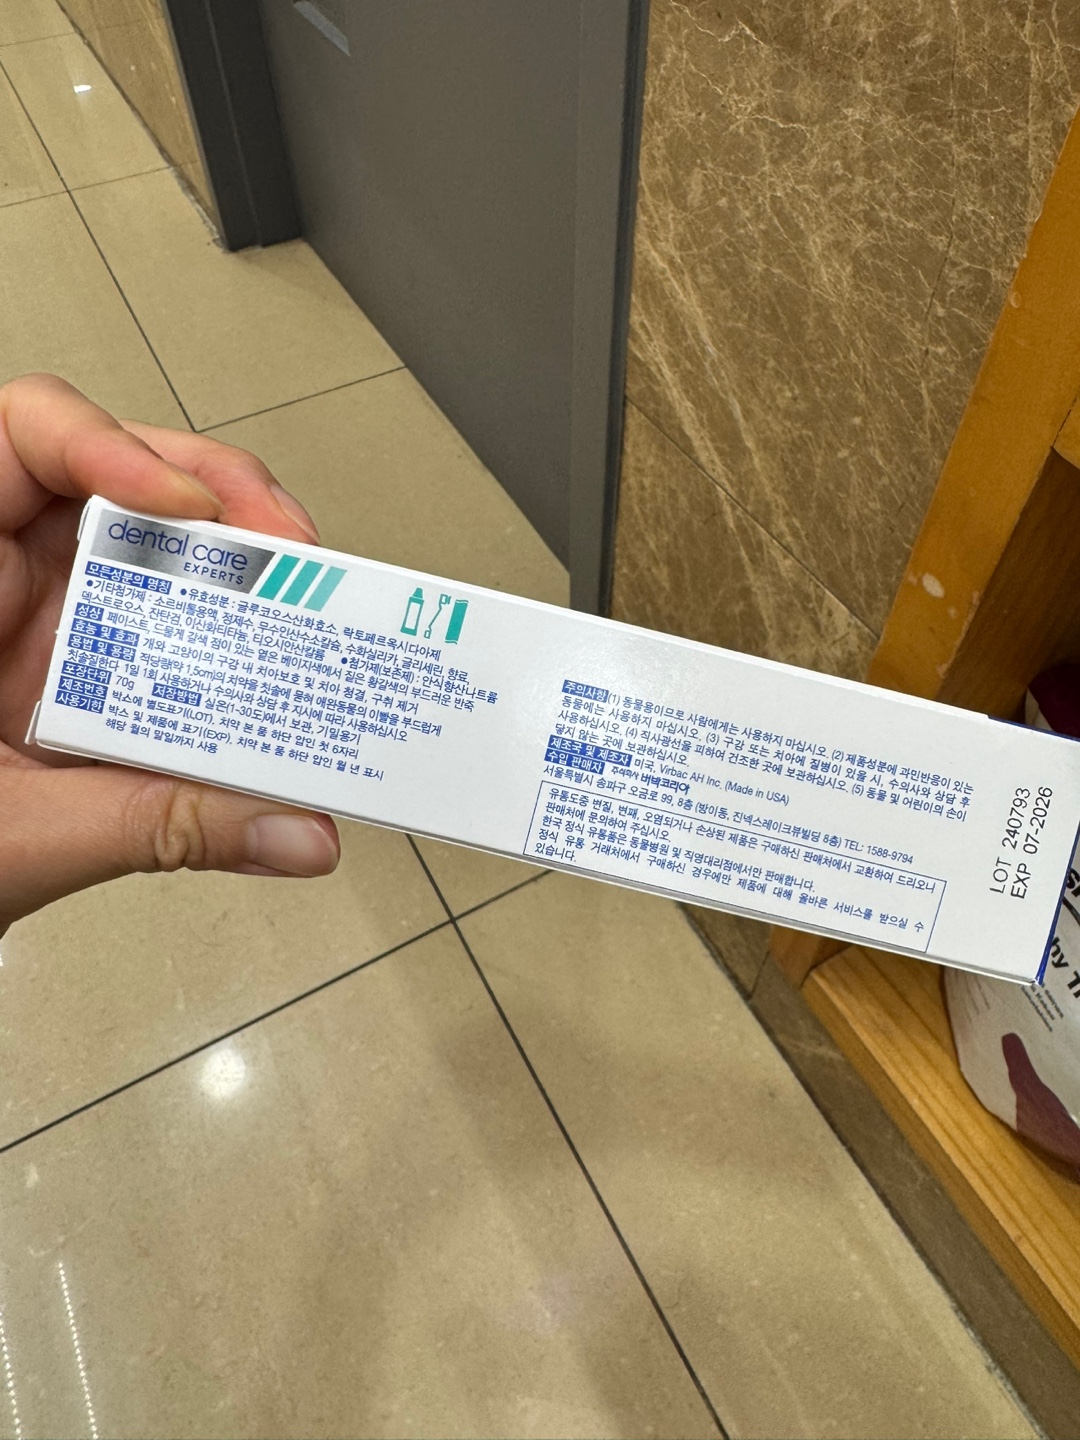 dental care
EXPERTS
모든성분의 명칭 ●유효성분 : 글루코오스산화효소, 락토페르옥시다아제
●기타첨가제 : 소르비톨용액, 정제수, 무수인산수소칼슘, 수화실리카, 글리세린, 향료,
덱스트로오스, 잔탄검, 이산화티타늄, 티오시안산칼륨 ●첨가제(보존제) : 안식향산나트륨
성상 페이스트, 드물게 갈색 점이 있는 옅은 베이지색에서 짙은 황갈색의 부드러운 반죽
효능 및 효과 개와 고양이의 구강 내 치아보호 및 치아 청결, 구취 제거
용법 및 용량 적당량(약 1.5cm)의 치약을 칫솔에 묻혀 애완동물의 이빨을 부드럽게
칫솔질한다 1일 1회 사용하거나 수의사와 상담 후 지시에 따라 사용하십시오
포장단위 70g 저장방법 실온(1-30도)에서 보관, 기밀용기
제조번호 박스에 별도표기(LOT). 치약 본 품 하단 압인 첫 6자리
사용기한 박스 및 제품에 표기(EXP). 치약 본 품 하단 압인 월 년 표시
해당 월의 말일까지 사용
주의사항 (1) 동물용이므로 사람에게는 사용하지 마십시오. (2) 제품성분에 과민반응이 있는
동물에는 사용하지 마십시오. (3) 구강 또는 치아에 질병이 있을 시, 수의사와 상담 후
사용하십시오. (4) 직사광선을 피하여 건조한 곳에 보관하십시오. (5) 동물 및 어린이의 손이
닿지 않는 곳에 보관하십시오.
제조국 및 제조자 미국, Virbac AH Inc. (Made in USA)
수입 판매자 주식회사 버박코리아
서울특별시 송파구 오금로 99, 8층 (방이동, 진넥스레이크뷰빌딩 8층) TEL: 1588-9794
유통도중 변질, 변패, 오염되거나 손상된 제품은 구매하신 판매처에서 교환하여 드리오니
판매처에 문의하여 주십시오.
한국 정식 유통품은 동물병원 및 직영대리점에서만 판매합니다.
정식 유통 거래처에서 구매하신 경우에만 제품에 대해 올바른 서비스를 받으실 수
있습니다.
LOT 240793
EXP 07-2026